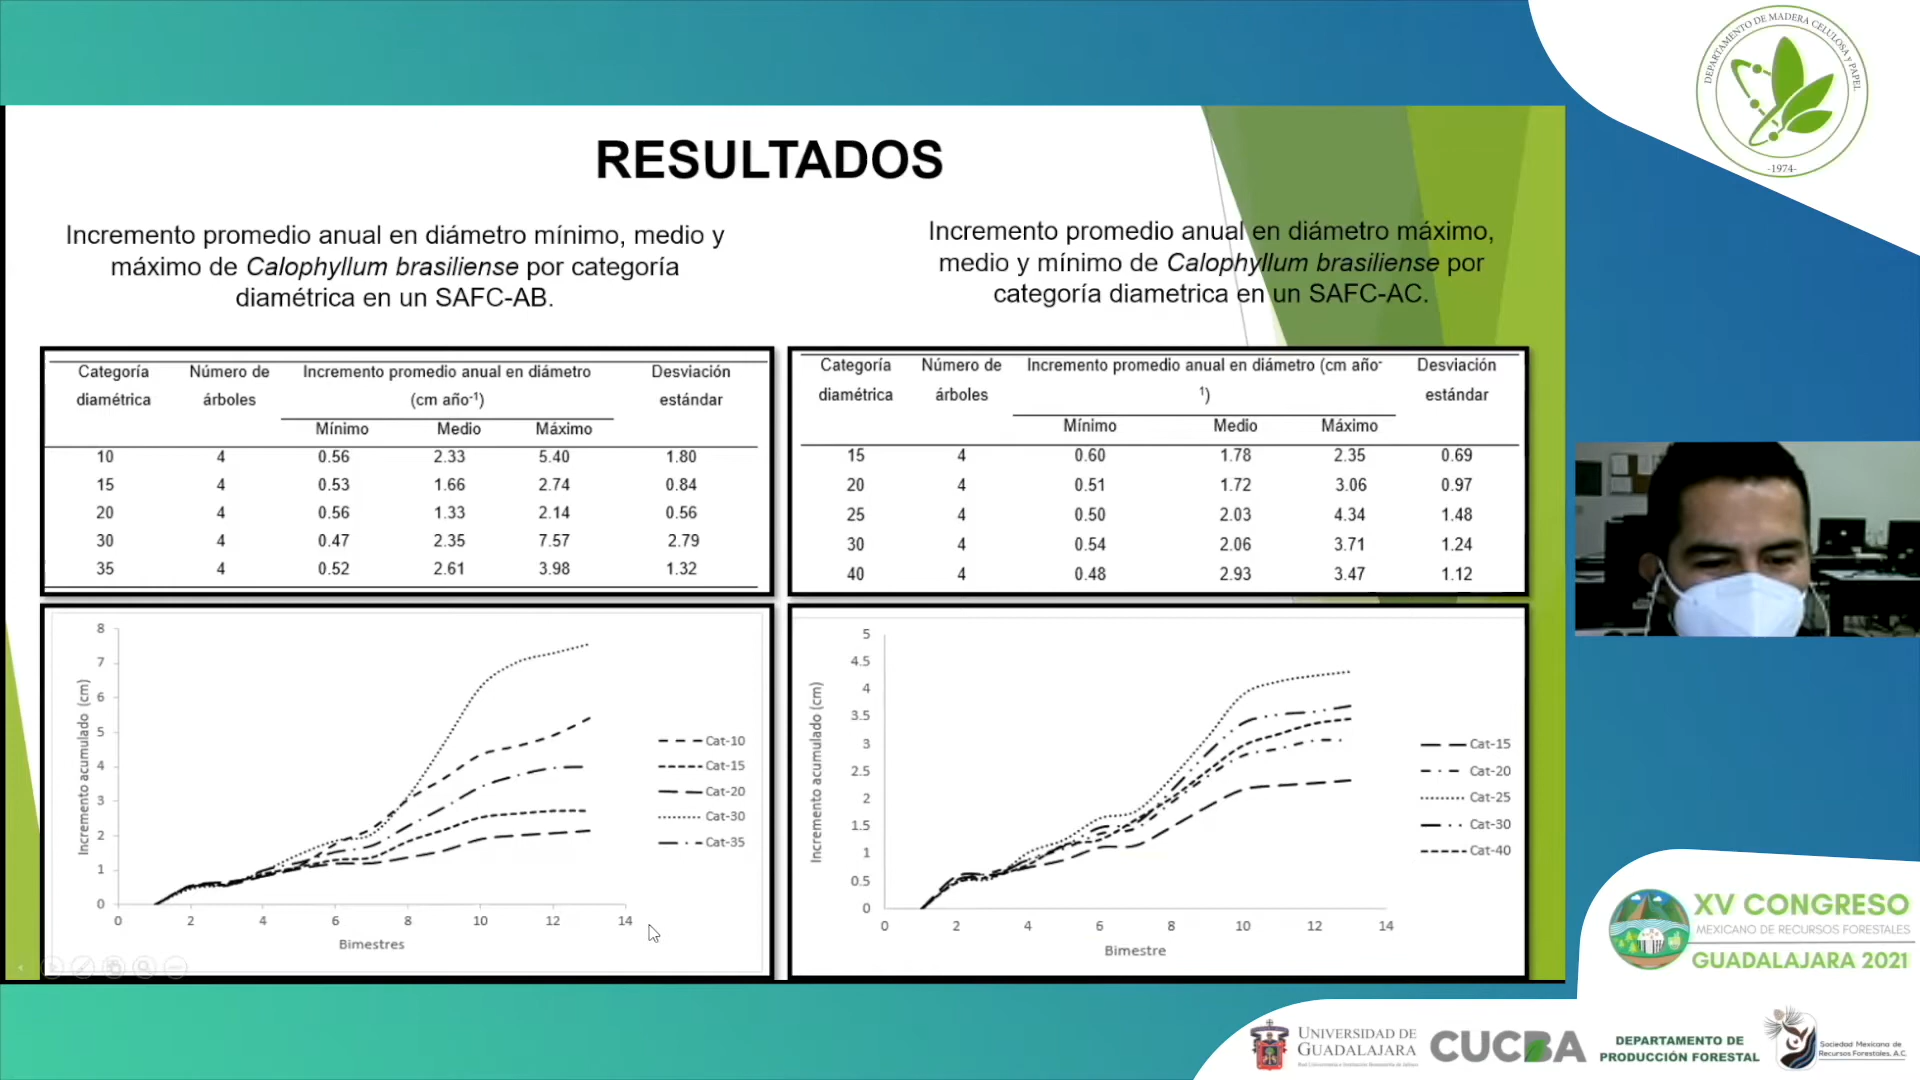 DEPARTAMENTO DE MADERA CELULOSA Y PAPEL
-1974-
RESULTADOS
Incremento promedio anual en diámetro mínimo, medio y
máximo de Calophyllum brasiliense por categoría
diamétrica en un SAFC-AB.
Incremento promedio anual en diámetro máximo,
medio y mínimo de Calophyllum brasiliense por
categoría diametrica en un SAFC-AC.
Categoría Número de Incremento promedio anual en diámetro Desviación
diamétrica árboles (cm año-1) estándar
Mínimo Medio Máximo
10 4 0.56 2.33 5.40 1.80
15 4 0.53 1.66 2.74 0.84
20 4 0.56 1.33 2.14 0.56
30 4 0.47 2.35 7.57 2.79
35 4 0.52 2.61 3.98 1.32
Categoría Número de Incremento promedio anual en diámetro (cm año- Desviación
diamétrica árboles 1) estándar
Mínimo Medio Máximo
15 4 0.60 1.78 2.35 0.69
20 4 0.51 1.72 3.06 0.97
25 4 0.50 2.03 4.34 1.48
30 4 0.54 2.06 3.71 1.24
40 4 0.48 2.93 3.47 1.12
Incremento acumulado (cm)
8
7
6
5
4
3
2
1
0
0 2 4 6 8 10 12 14
Bimestres
Cat-10
Cat-15
Cat-20
Cat-30
Cat-35
Incremento acumulado (cm)
5
4.5
4
3.5
3
2.5
2
1.5
1
0.5
0
0 2 4 6 8 10 12 14
Bimestre
Cat-15
Cat-20
Cat-25
Cat-30
Cat-40
XV CONGRESO
MEXICANO DE RECURSOS FORESTALES
GUADALAJARA 2021
UNIVERSIDAD DE
GUADALAJARA
CUCBA
DEPARTAMENTO DE
PRODUCCIÓN FORESTAL
Sociedad Mexicana de
Recursos Forestales, A.C.